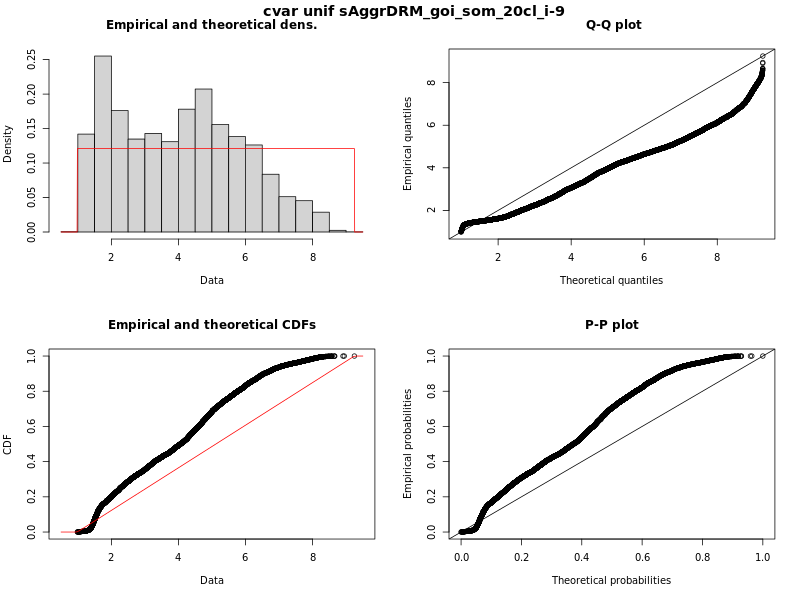 cvar unif sAggrDRM_goi_som_20cl_i-9
Empirical and theoretical dens.
Density
0.00 0.05 0.10 0.15 0.20 0.25
2 4 6 8
Data
Q-Q plot
Empirical quantiles
2 4 6 8
2 4 6 8
Theoretical quantiles
Empirical and theoretical CDFs
CDF
0.0 0.2 0.4 0.6 0.8 1.0
2 4 6 8
Data
P-P plot
Empirical probabilities
0.0 0.2 0.4 0.6 0.8 1.0
0.0 0.2 0.4 0.6 0.8 1.0
Theoretical probabilities